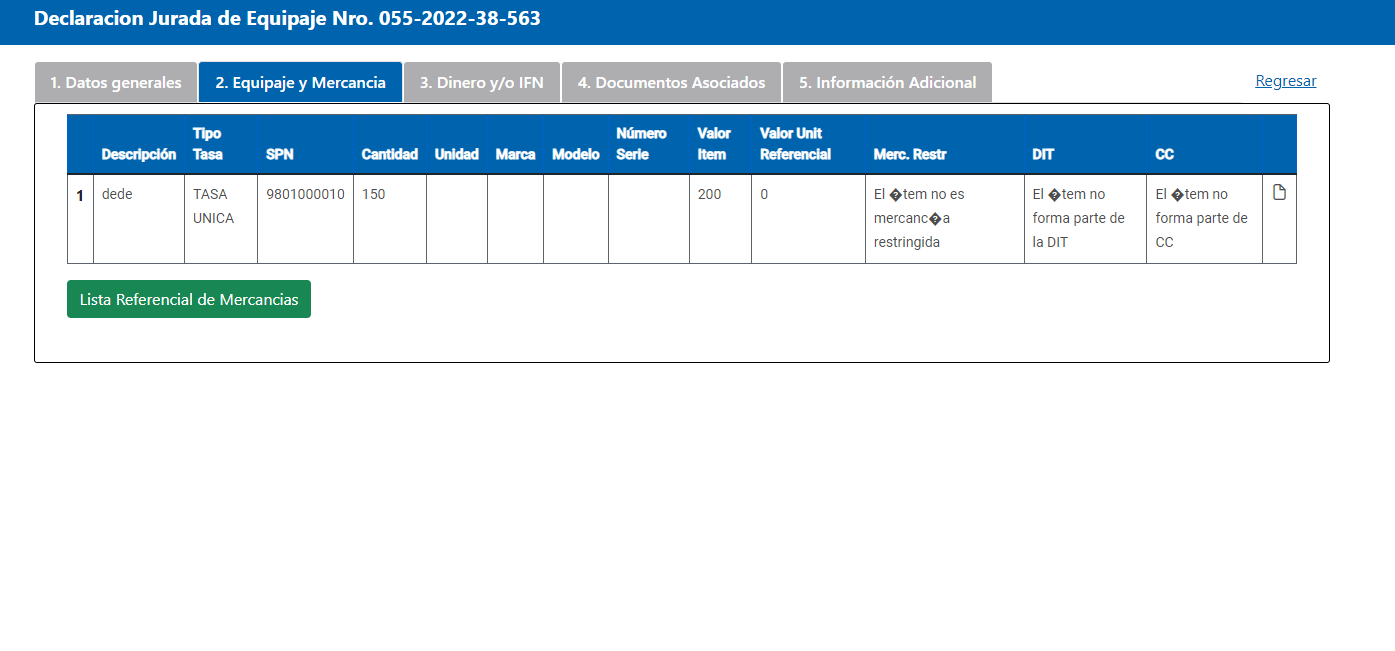 Declaracion Jurada de Equipaje Nro. 055-2022-38-563
1. Datos generales
2. Equipaje y Mercancia
3. Dinero y/o IFN
4. Documentos Asociados
5. Información Adicional
Regresar
Descripción
Tipo
Tasa
SPN
Cantidad
Unidad
Marca
Modelo
Número
Serie
Valor
Item
Valor Unit
Referencial
Merc. Restr
DIT
CC
1
dede
TASA
UNICA
9801000010
150
200
0
El �tem no es
mercanc�a
restringida
El �tem no
forma parte de
la DIT
El �tem no
forma parte de
CC
Lista Referencial de Mercancias